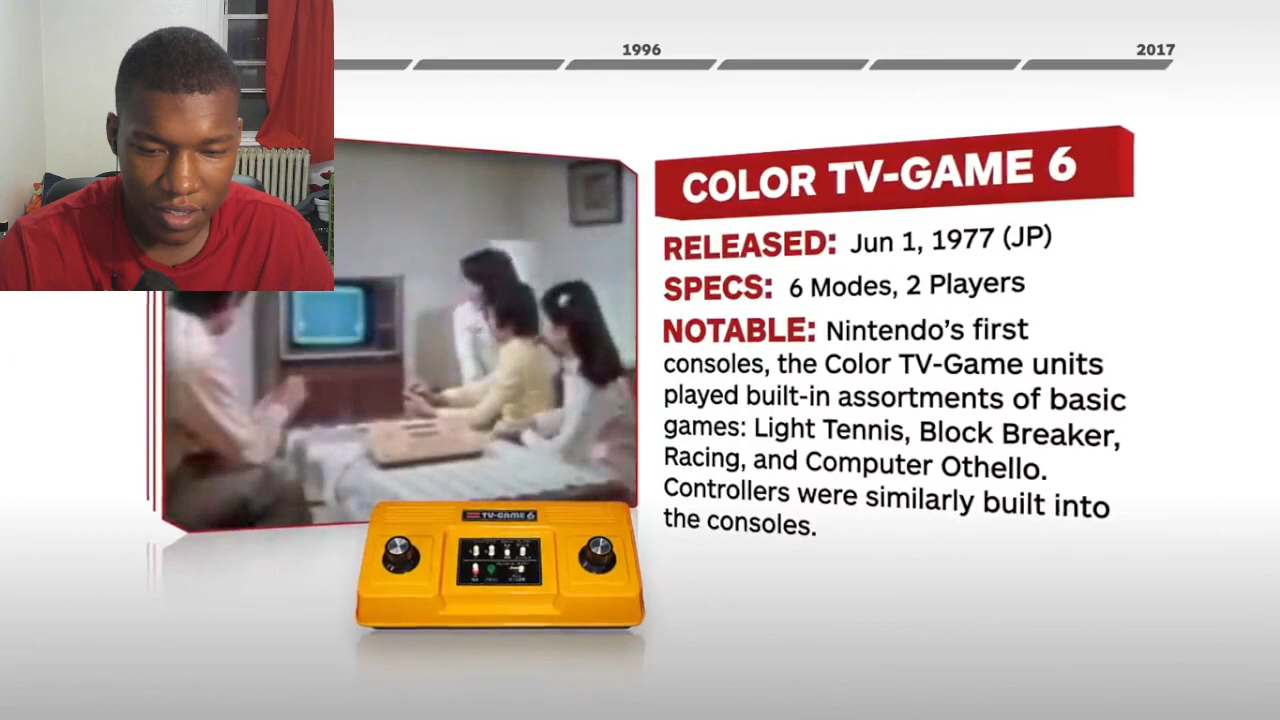 1996
2017
COLOR TV-GAME 6
RELEASED: Jun 1, 1977 (JP)
SPECS: 6 Modes, 2 Players
NOTABLE: Nintendo's first
consoles, the Color TV-Game units
played built-in assortments of basic
games: Light Tennis, Block Breaker,
Racing, and Computer Othello.
Controllers were similarly built into
the consoles.
TV-GAME 6